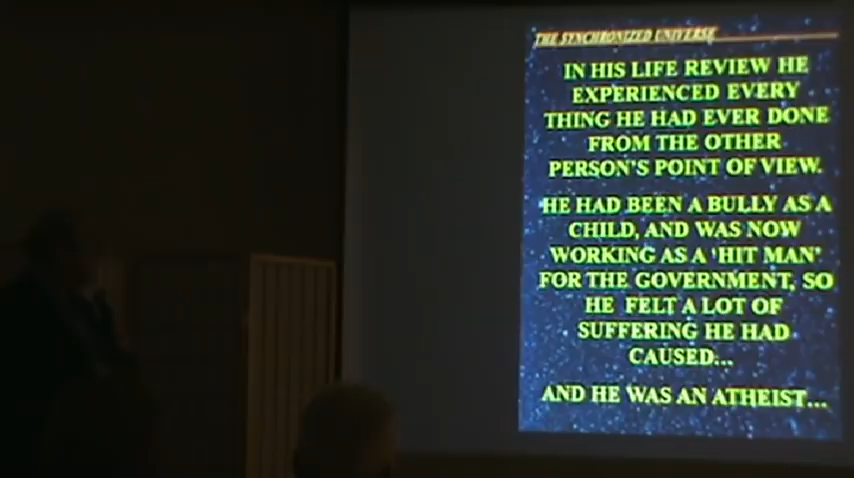 THE SYNCHRONIZED UNIVERSE
IN HIS LIFE REVIEW HE
EXPERIENCED EVERY
THING HE HAD EVER DONE
FROM THE OTHER
PERSON'S POINT OF VIEW.
HE HAD BEEN A BULLY AS A
CHILD, AND WAS NOW
WORKING AS A 'HIT MAN'
FOR THE GOVERNMENT, SO
HE FELT A LOT OF
SUFFERING HE HAD
CAUSED...
AND HE WAS AN ATHEIST...